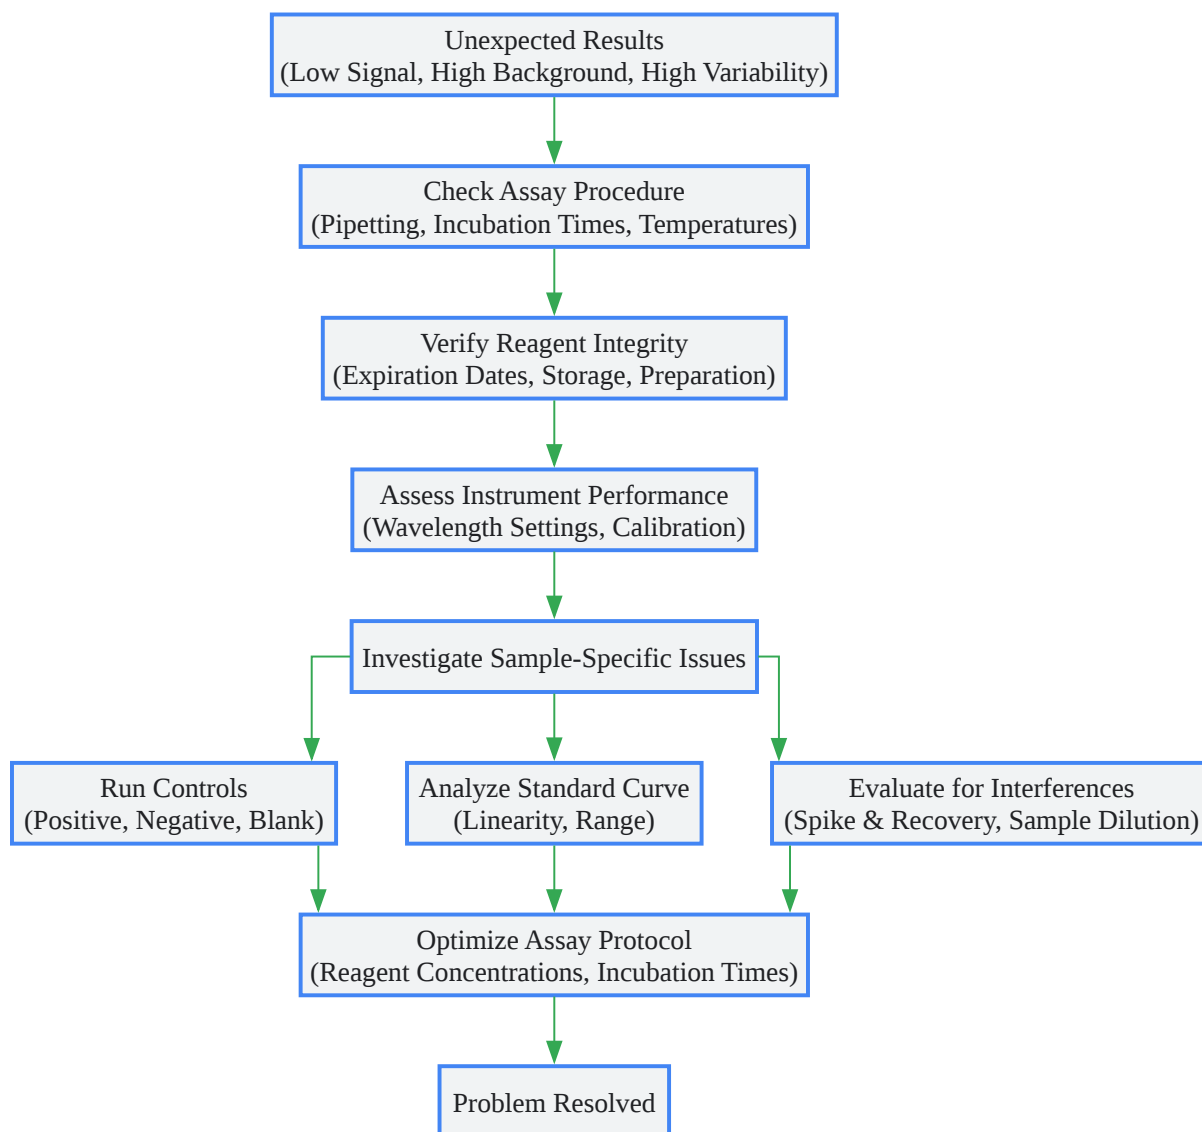 Unexpected Results
(Low Signal, High Background, High Variability)
Check Assay Procedure
(Pipetting, Incubation Times, Temperatures)
Verify Reagent Integrity
(Expiration Dates, Storage, Preparation)
Assess Instrument Performance
(Wavelength Settings, Calibration)
Investigate Sample-Specific Issues
Run Controls
(Positive, Negative, Blank)
Analyze Standard Curve
(Linearity, Range)
Evaluate for Interferences
(Spike & Recovery, Sample Dilution)
Optimize Assay Protocol
(Reagent Concentrations, Incubation Times)
Problem Resolved